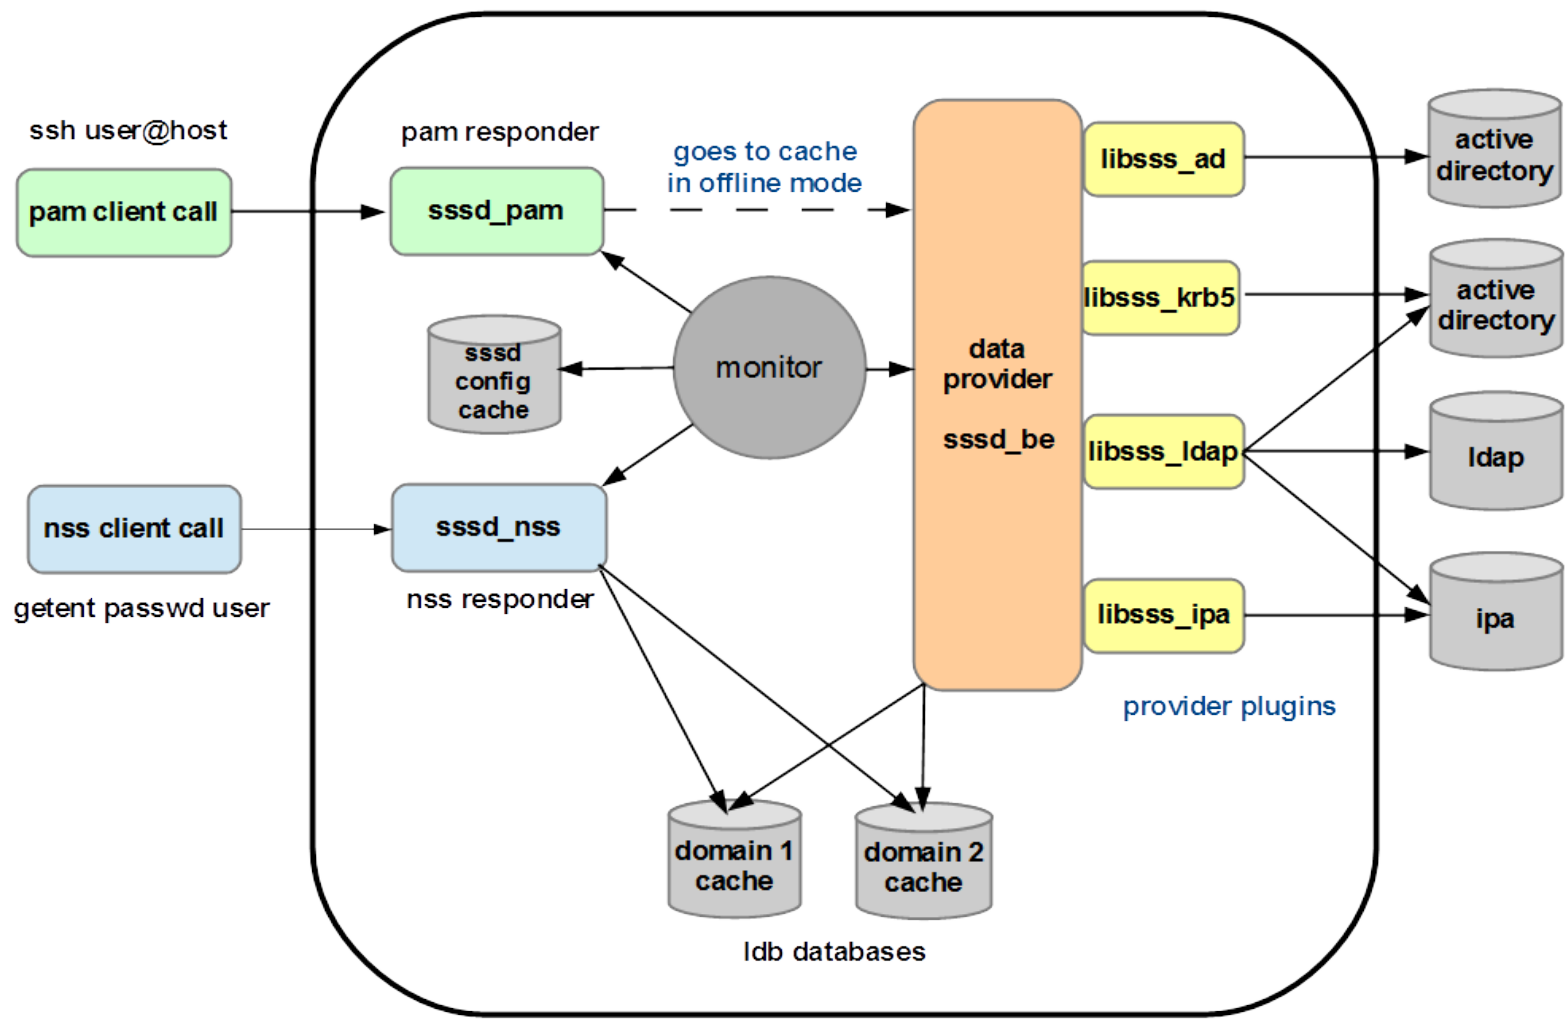 ssh user@host
pam client call
pam responder
sssd_pam
goes to cache
in offline mode
sssd
config
cache
monitor
data
provider
sssd_be
libsss_ad
libsss_krb5
libsss_ldap
libsss_ipa
provider plugins
active
directory
active
directory
ldap
ipa
nss client call
getent passwd user
sssd_nss
nss responder
domain 1
cache
domain 2
cache
ldb databases